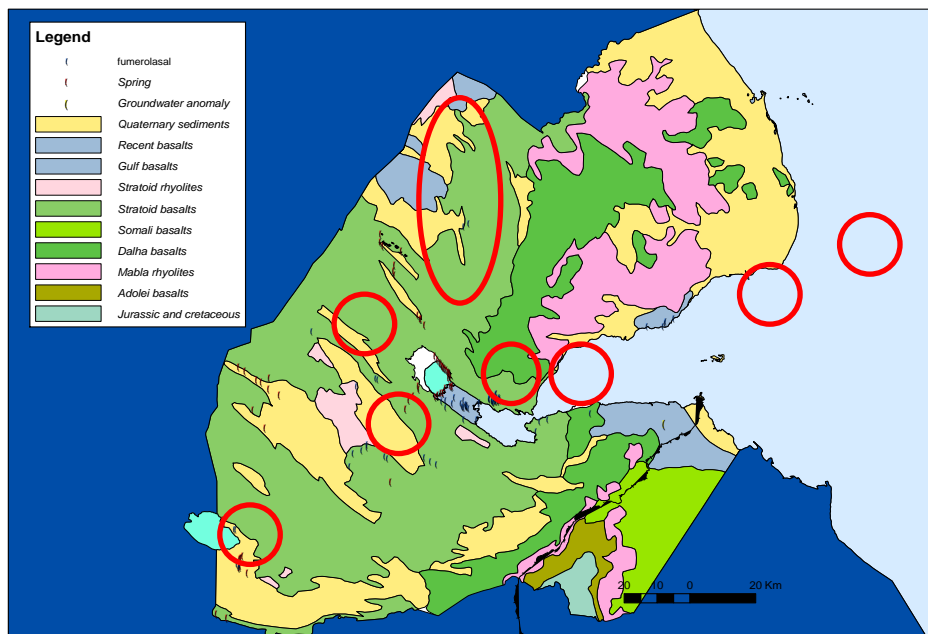 Legend
fumerolasal
Spring
Groundwater anomaly
Quaternary sediments
Recent basalts
Gulf basalts
Stratoid rhyolites
Stratoid basalts
Somali basalts
Dalha basalts
Mabla rhyolites
Adolei basalts
Jurassic and cretaceous
20 10 0 20 Km